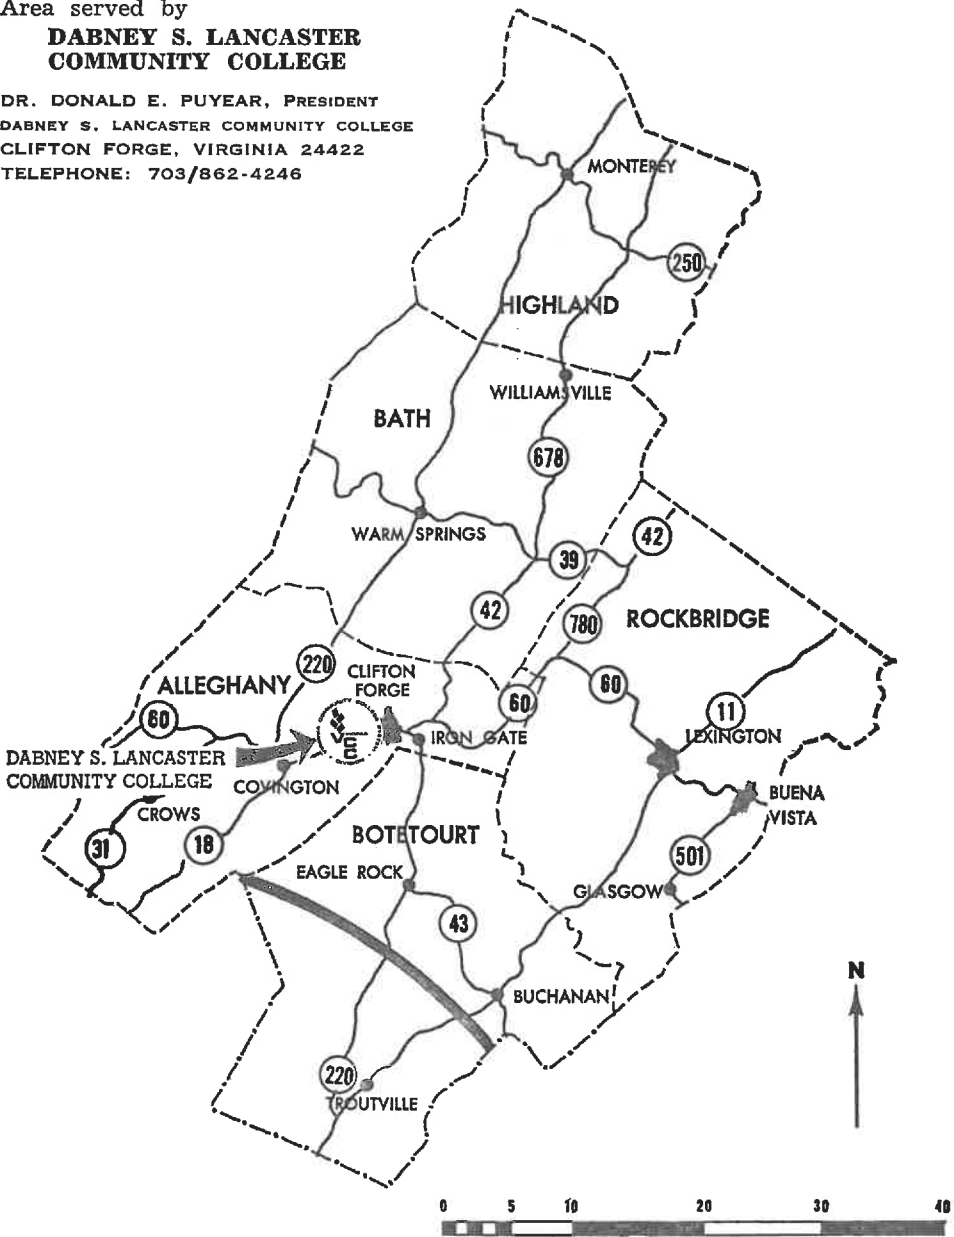 Area served by
DABNEY S. LANCASTER
COMMUNITY COLLEGE
DR. DONALD E. PUYEAR, PRESIDENT
DABNEY S. LANCASTER COMMUNITY COLLEGE
CLIFTON FORGE, VIRGINIA 24422
TELEPHONE: 703/862-4246
MONTEREY
250
HIGHLAND
WILLIAMSVILLE
BATH
678
WARM SPRINGS
42
39
42
780
ROCKBRIDGE
220
CLIFTON
FORGE
ALLEGHANY
60
60
60
11
IRON GATE
LEXINGTON
DABNEY S. LANCASTER
COMMUNITY COLLEGE
COVINGTON
BUENA
VISTA
CROWS
31
18
BOTETOURT
501
EAGLE ROCK
GLASGOW
43
N
BUCHANAN
220
TROUTVILLE
0 5 10 20 30 40